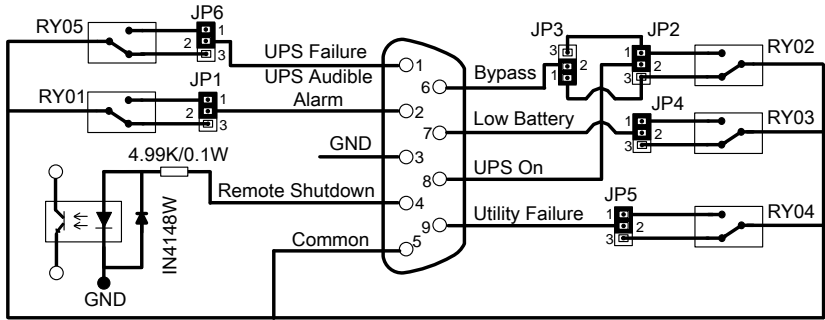 RY05
JP6
1
2
3
UPS Failure
1
UPS Audible
Alarm
2
RY01
JP1
1
2
3
GND
3
4.99K/0.1W
Remote Shutdown
4
IN4148W
Common
5
GND
JP3
3
2
1
JP2
1
2
3
RY02
6
Bypass
JP4
1
2
3
RY03
7
Low Battery
8
UPS On
JP5
1
2
3
RY04
9
Utility Failure